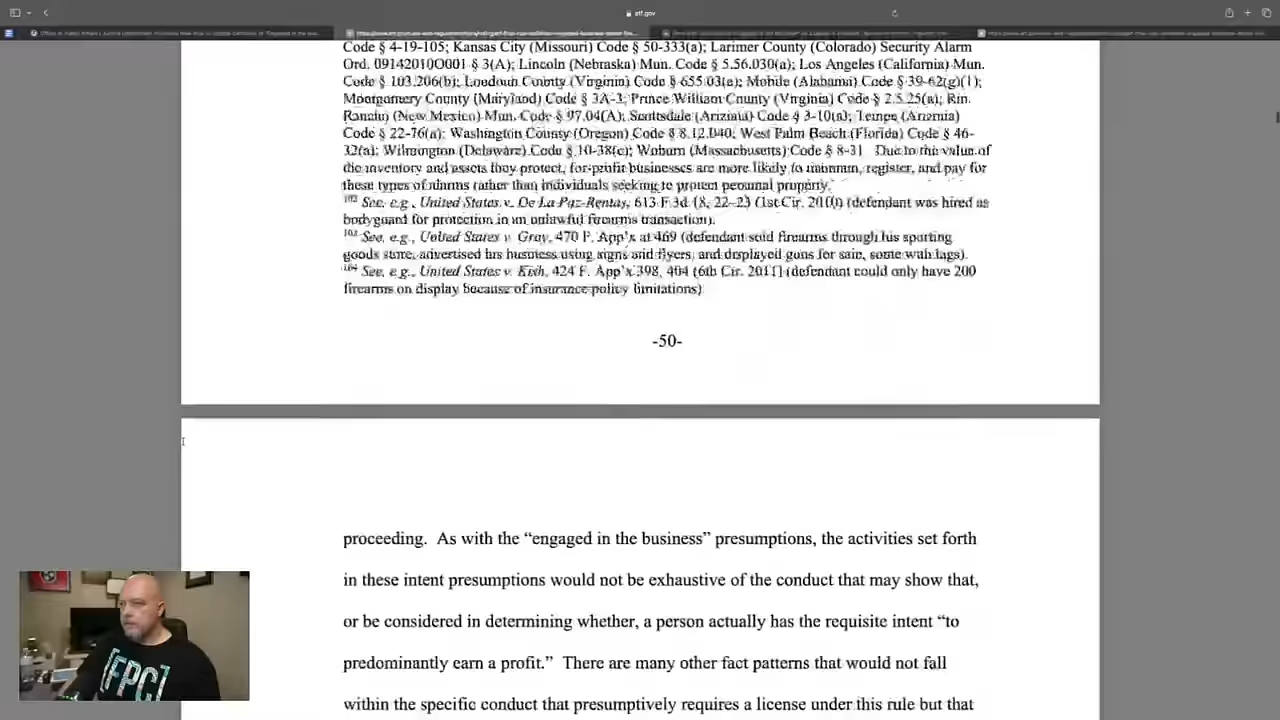 atf.gov
Code § 4-19-105; Kansas City (Missouri) Code § 50-333(a); Larimer County (Colorado) Security Alarm
Ord. 09142010O001 § 3(A); Lincoln (Nebraska) Mun. Code § 5.56.030(a); Los Angeles (California) Mun.
Code § 103.206(b); Loudoun County (Virginia) Code § 655.03(e); Mobile (Alabama) Code § 39-62(g)(1);
Montgomery County (Maryland) Code § 3A-3; Prince William County (Virginia) Code § 2.5.25(a); Rio
Rancho (New Mexico) Mun. Code § 97.04(A); Scottsdale (Arizona) Code § 3-10(a); Tempe (Arizona)
Code § 22-76(a); Washington County (Oregon) Code § 8.12.040; West Palm Beach (Florida) Code § 46-
32(a); Wilmington (Delaware) Code § 10-38(c); Woburn (Massachusetts) Code § 8-31 Due to the value of
the inventory and assets they protect, for-profit businesses are more likely to maintain, register, and pay for
these types of alarms rather than individuals seeking to protect personal property.
See, e.g., United States v. De La Paz-Rentas, 613 F.3d 22–23 (1st Cir. 2010) (defendant was hired as
bodyguard for protection in an unlawful firearms transaction).
103 See, e.g., United States v. Gray, 470 F. App'x at 469 (defendant sold firearms through his sporting
goods store, advertised his business using signs and flyers, and displayed guns for sale, some with tags).
104 See, e.g., United States v. Kish, 424 F. App'x 398, 404 (6th Cir. 2011) (defendant could only have 200
firearms on display because of insurance policy limitations)
-50-
proceeding. As with the “engaged in the business” presumptions, the activities set forth
in these intent presumptions would not be exhaustive of the conduct that may show that,
or be considered in determining whether, a person actually has the requisite intent “to
predominantly earn a profit.” There are many other fact patterns that would not fall
within the specific conduct that presumptively requires a license under this rule but that
[FPC]